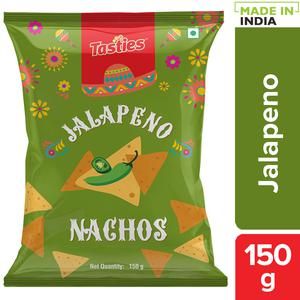 Tasties
JALAPENO
NACHOS
Net Quantity: 150 g
MADE IN
INDIA
Jalapeno
150
g